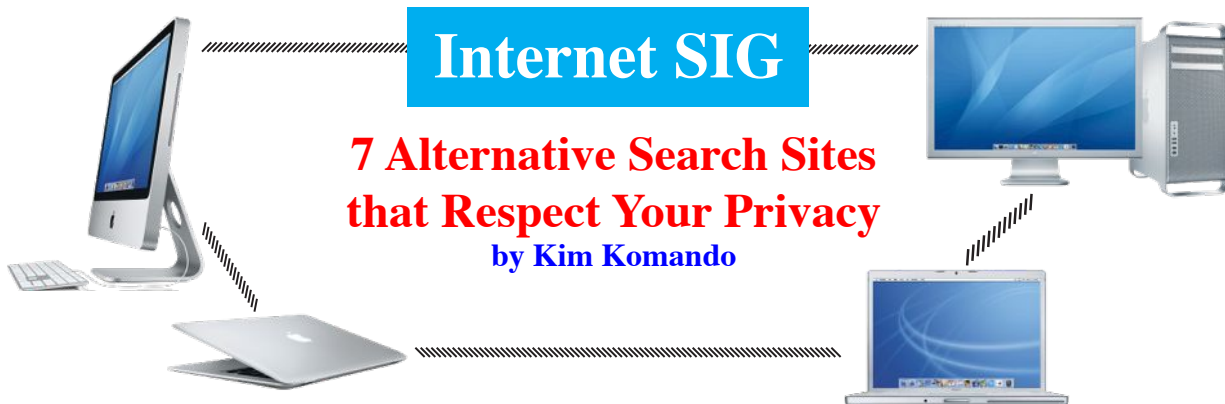 Internet SIG
7 Alternative Search Sites
that Respect Your Privacy
by Kim Komando